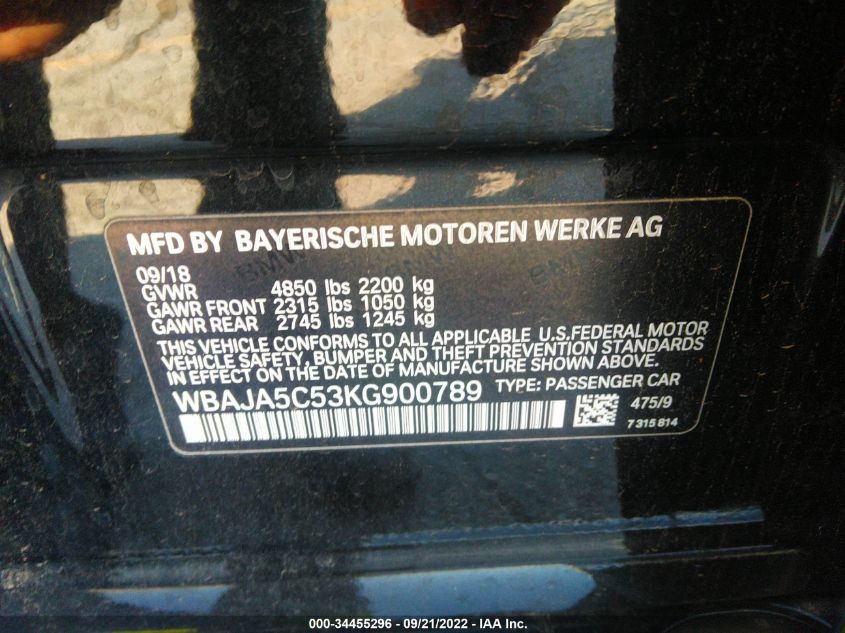 MFD BY BAYERISCHE MOTOREN WERKE AG
09/18
GVWR 4850 lbs 2200 kg
GAWR FRONT 2315 lbs 1050 kg
GAWR REAR 2745 lbs 1245 kg
THIS VEHICLE CONFORMS TO ALL APPLICABLE U.S.FEDERAL MOTOR
VEHICLE SAFETY, BUMPER AND THEFT PREVENTION STANDARDS
IN EFFECT ON THE DATE OF MANUFACTURE SHOWN ABOVE.
WBAJA5C53KG900789 TYPE: PASSENGER CAR
475/9
7 315 814
000-34455296 - 09/21/2022 - IAA Inc.